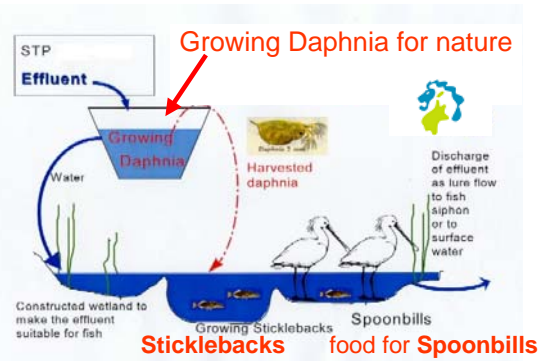 Growing Daphnia for nature
STP
Effluent
Growing
Daphnia
Water
Daphnia
Harvested
daphnia
Discharge
of effluent
as lure flow
to fish
siphon
or to
surface
water
Constructed wetland to
make the effluent
suitable for fish
Growing Sticklebacks
Spoonbills
Sticklebacks food for Spoonbills